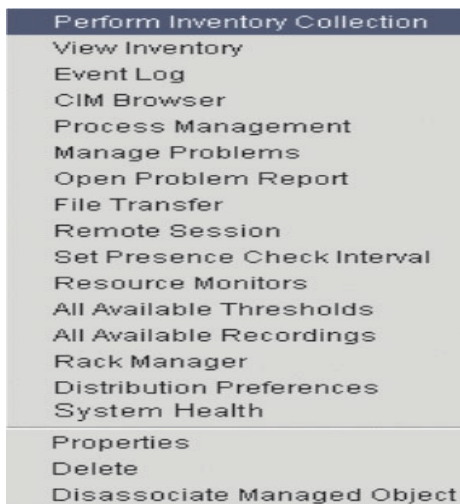 Perform Inventory Collection
View Inventory
Event Log
CIM Browser
Process Management
Manage Problems
Open Problem Report
File Transfer
Remote Session
Set Presence Check Interval
Resource Monitors
All Available Thresholds
All Available Recordings
Rack Manager
Distribution Preferences
System Health
Properties
Delete
Disassociate Managed Object